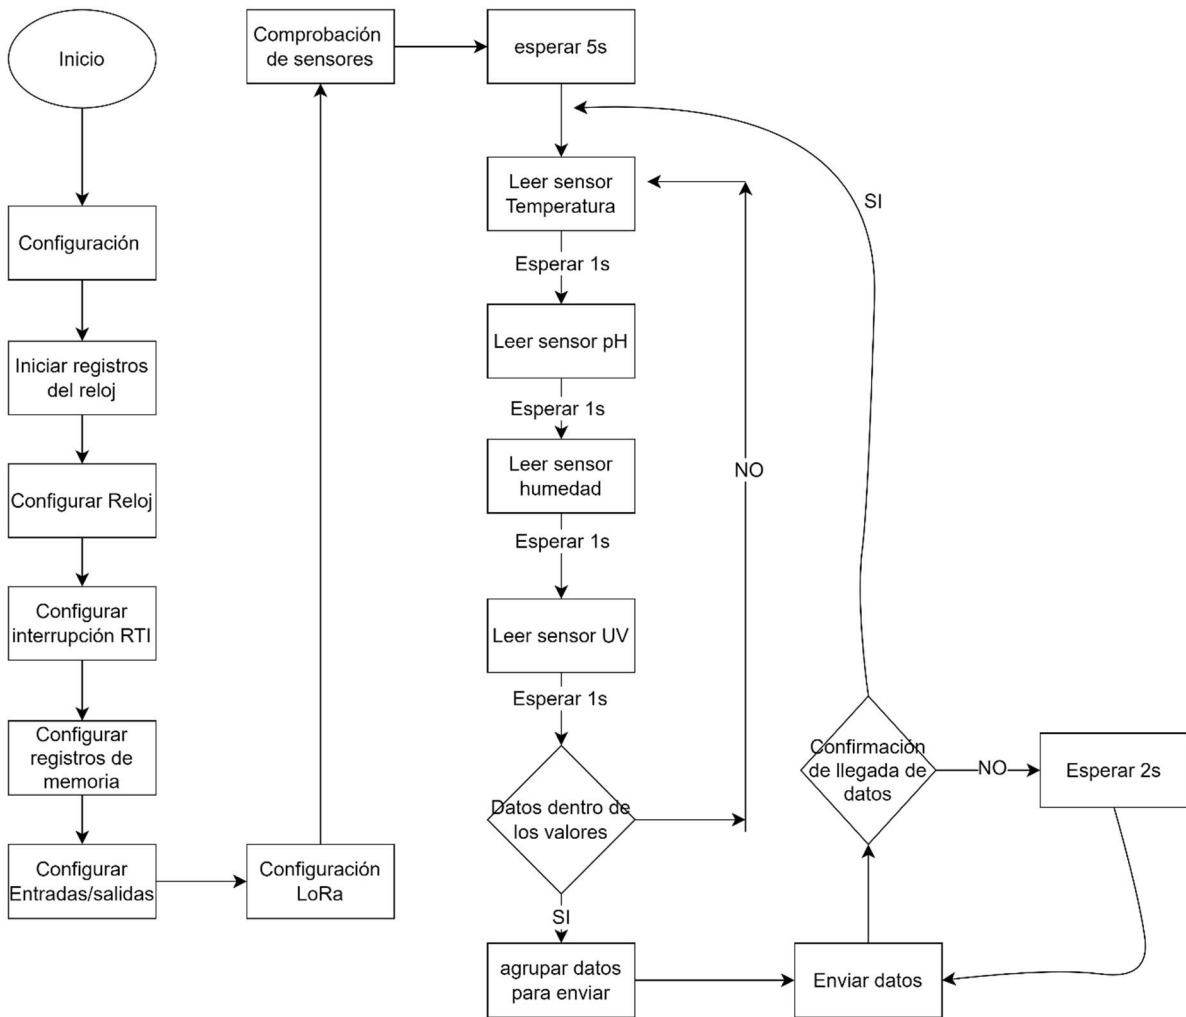 Inicio
Configuración
Iniciar registros
del reloj
Configurar Reloj
Configurar
interrupción RTI
Configurar
registros de
memoria
Configurar
Entradas/salidas
Configuración
LoRa
Comprobación
de sensores
esperar 5s
Leer sensor
Temperatura
Esperar 1s
Leer sensor pH
Esperar 1s
Leer sensor
humedad
Esperar 1s
Leer sensor UV
Esperar 1s
Datos dentro de
los valores
NO
SI
agrupar datos
para enviar
Enviar datos
Confirmación
de llegada de
datos
SI
NO
Esperar 2s